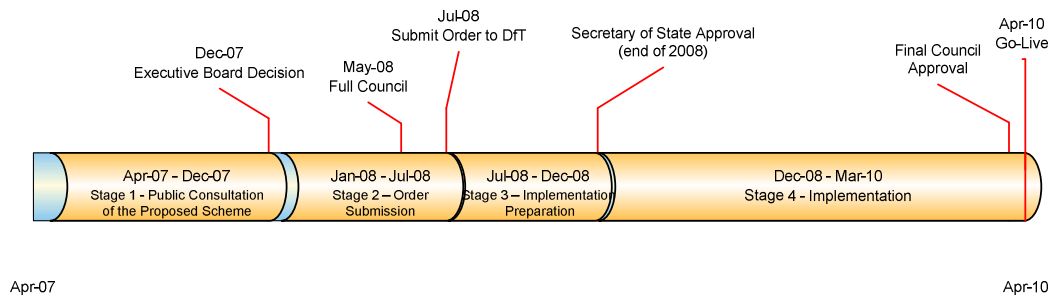 Dec-07
Executive Board Decision
May-08
Full Council
Jul-08
Submit Order to DfT
Secretary of State Approval
(end of 2008)
Final Council
Approval
Apr-10
Go-Live
Apr-07 - Dec-07
Stage 1 - Public Consultation
of the Proposed Scheme
Jan-08 - Jul-08
Stage 2 – Order
Submission
Jul-08 - Dec-08
Stage 3 – Implementation
Preparation
Dec-08 - Mar-10
Stage 4 - Implementation
Apr-07
Apr-10